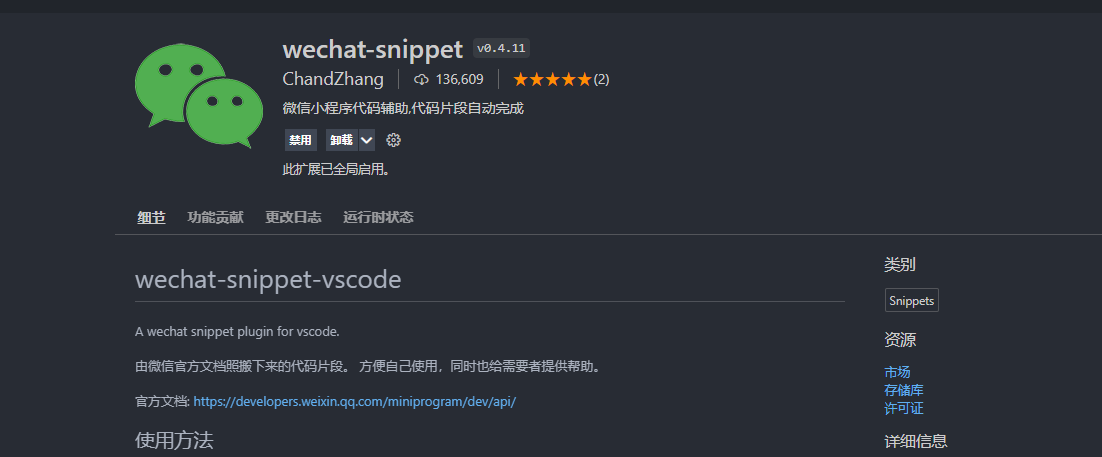 wechat-snippet v0.4.11
ChandZhang 136,609 (2)
微信小程序代码辅助,代码片段自动完成
禁用 卸载
此扩展已全局启用。
细节 功能贡献 更改日志 运行时状态
wechat-snippet-vscode
A wechat snippet plugin for vscode.
由微信官方文档照搬下来的代码片段。 方便自己使用，同时也给需要者提供帮助。
官方文档: https://developers.weixin.qq.com/miniprogram/dev/api/
使用方法
类别
Snippets
资源
市场
存储库
许可证
详细信息